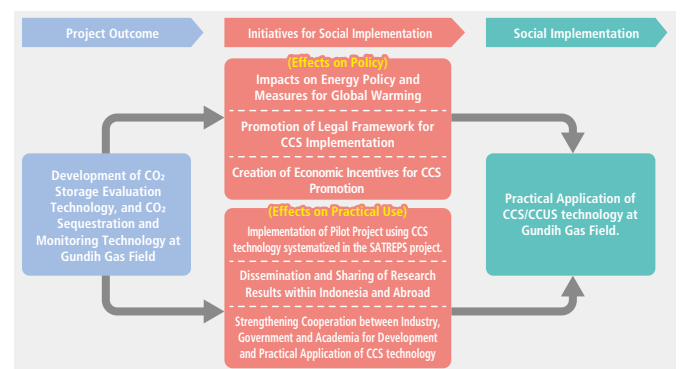 Project Outcome
Initiatives for Social Implementation
Social Implementation
(Effects on Policy)
Impacts on Energy Policy and
Measures for Global Warming
Promotion of Legal Framework for
CCS Implementation
Creation of Economic Incentives for CCS
Promotion
Development of CO₂
Storage Evaluation
Technology, and CO₂
Sequestration and
Monitoring Technology at
Gundih Gas Field
(Effects on Practical Use)
Implementation of Pilot Project using CCS
technology systematized in the SATREPS project.
Dissemination and Sharing of Research
Results within Indonesia and Abroad
Strengthening Cooperation between Industry,
Government and Academia for Development
and Practical Application of CCS technology
Practical Application of
CCS/CCUS technology at
Gundih Gas Field.